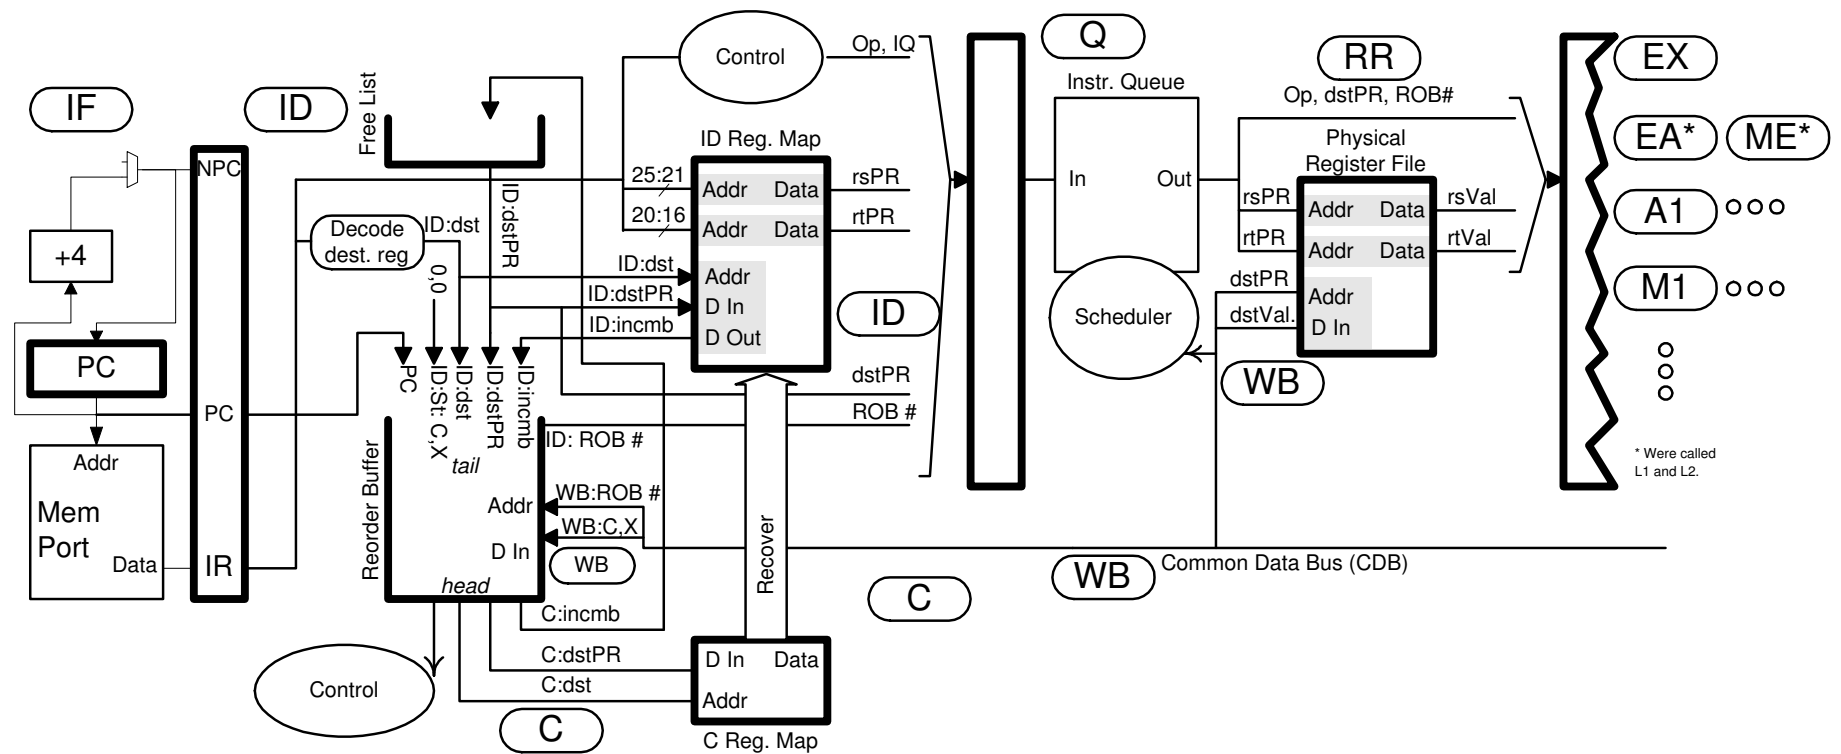 IF
ID
Free List
Control
Op, IQ
Q
Instr. Queue
In
Out
Scheduler
RR
Op, dstPR, ROB#
Physical
Register File
rsPR
Addr
Data
rsVal
rtPR
Addr
Data
rtVal
dstPR
Addr
dstVal.
D In
WB
EX
EA*
ME*
A1
M1
* Were called
L1 and L2.
NPC
+4
PC
PC
Addr
Mem
Port
Data
IR
Decode
dest. reg
ID:dst
ID:dstPR
0,0
ID Reg. Map
25:21
Addr
Data
rsPR
20:16
Addr
Data
rtPR
ID:dst
Addr
ID:dstPR
D In
ID:incmb
D Out
ID
dstPR
ROB #
PC
ID:St: C,X
ID:dst
ID:dstPR
ID:incmb
ID: ROB #
tail
Reorder Buffer
Addr
WB:ROB #
D In
WB:C,X
WB
head
Recover
WB
Common Data Bus (CDB)
C
C:incmb
C:dstPR
D In
Data
C:dst
Addr
C Reg. Map
Control
C